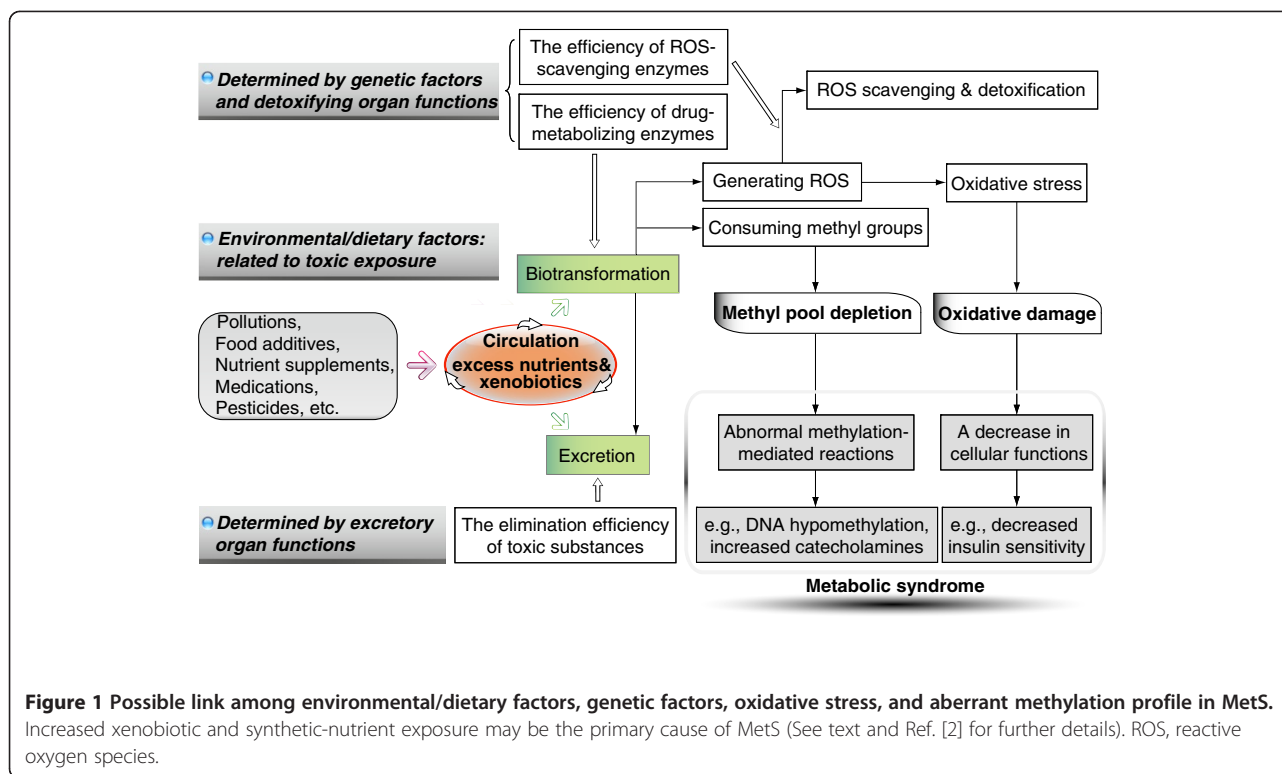 Determined by genetic factors
and detoxifying organ functions
The efficiency of ROS-
scavenging enzymes
The efficiency of drug-
metabolizing enzymes
ROS scavenging & detoxification
Generating ROS
Oxidative stress
Consuming methyl groups
Environmental/dietary factors:
related to toxic exposure
Biotransformation
Methyl pool depletion
Oxidative damage
Pollutions,
Food additives,
Nutrient supplements,
Medications,
Pesticides, etc.
Circulation
excess nutrients&
xenobiotics
Excretion
Abnormal methylation-
mediated reactions
A decrease in
cellular functions
Determined by excretory
organ functions
The elimination efficiency
of toxic substances
e.g., DNA hypomethylation,
increased catecholamines
e.g., decreased
insulin sensitivity
Metabolic syndrome
Figure 1 Possible link among environmental/dietary factors, genetic factors, oxidative stress, and aberrant methylation profile in MetS.
Increased xenobiotic and synthetic-nutrient exposure may be the primary cause of MetS (See text and Ref. [2] for further details). ROS, reactive
oxygen species.